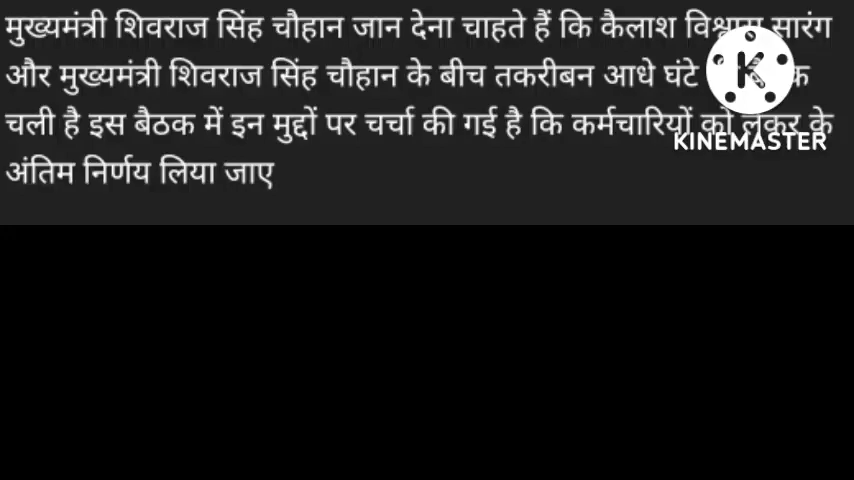 मुख्यमंत्री शिवराज सिंह चौहान जान देना चाहते हैं कि कैलाश विश्वास सारंग
और मुख्यमंत्री शिवराज सिंह चौहान के बीच तकरीबन आधे घंटे
चली है इस बैठक में इन मुद्दों पर चर्चा की गई है कि कर्मचारियों को लेकर के
अंतिम निर्णय लिया जाए
KINEMASTER